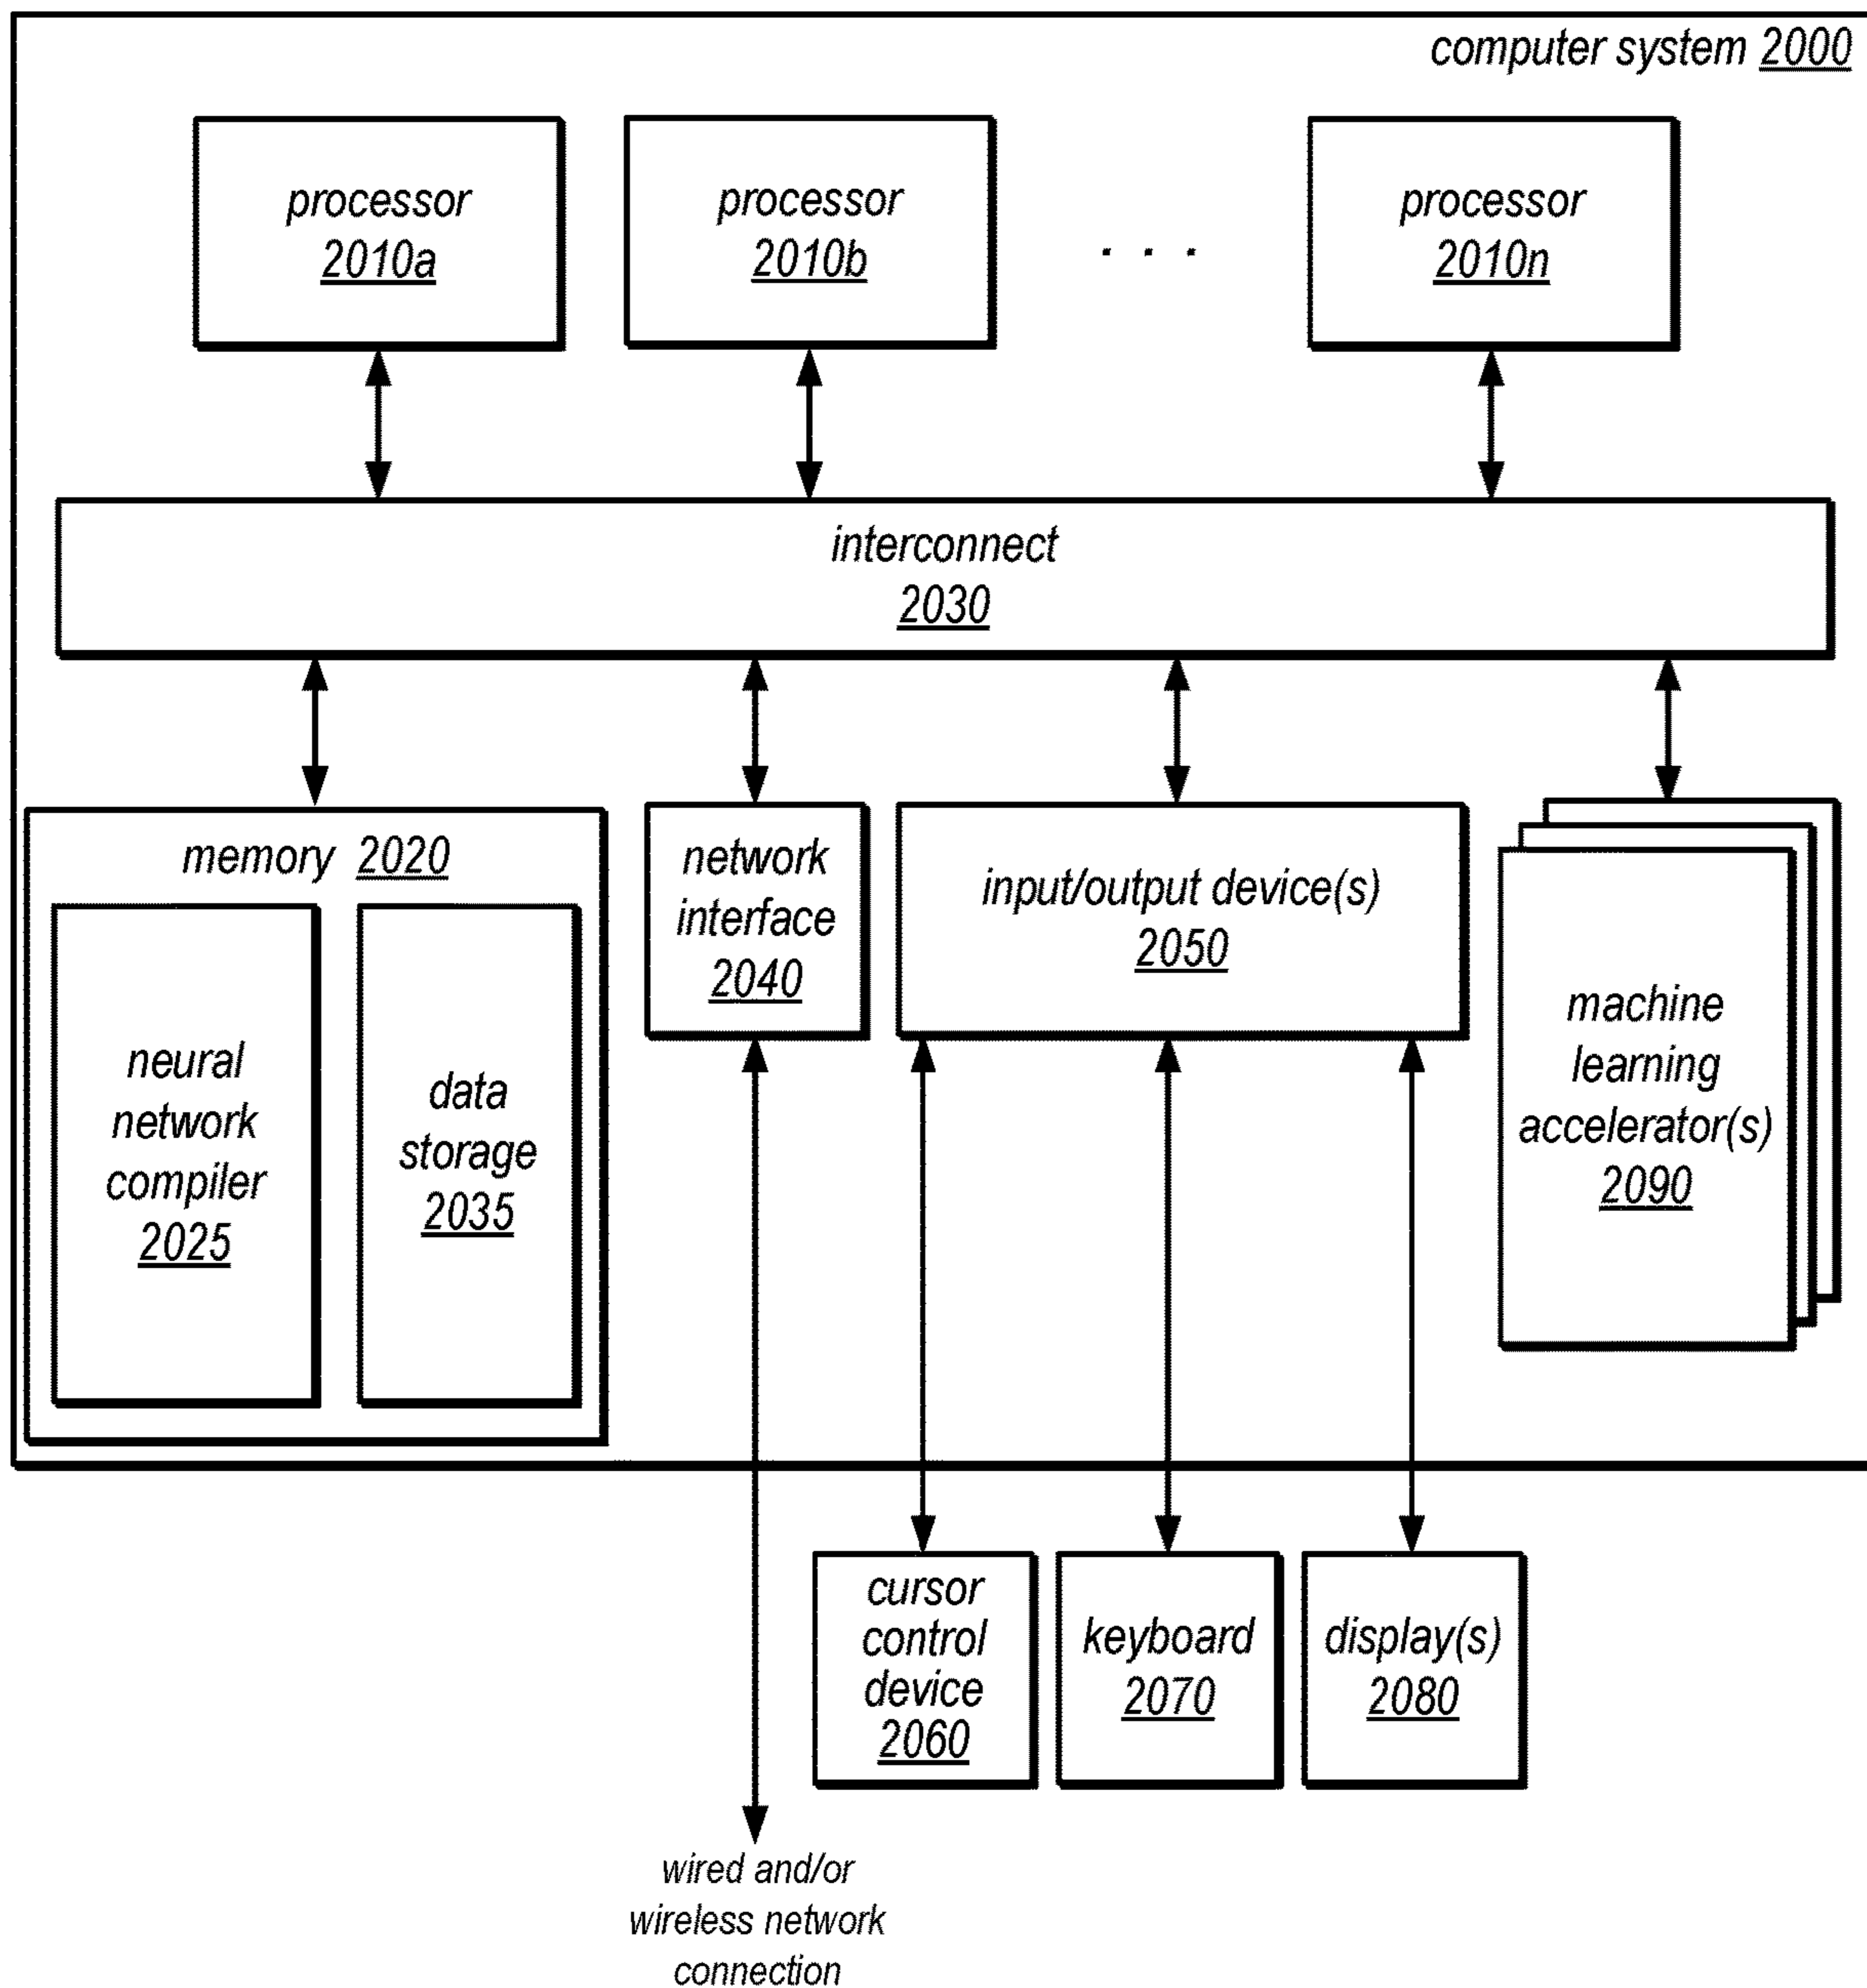 computer system 2000
processor
2010a
processor
2010b
. . .
processor
2010n
interconnect
2030
memory 2020
neural
network
compiler
2025
data
storage
2035
network
interface
2040
input/output device(s)
2050
machine
learning
accelerator(s)
2090
cursor
control
device
2060
keyboard
2070
display(s)
2080
wired and/or
wireless network
connection